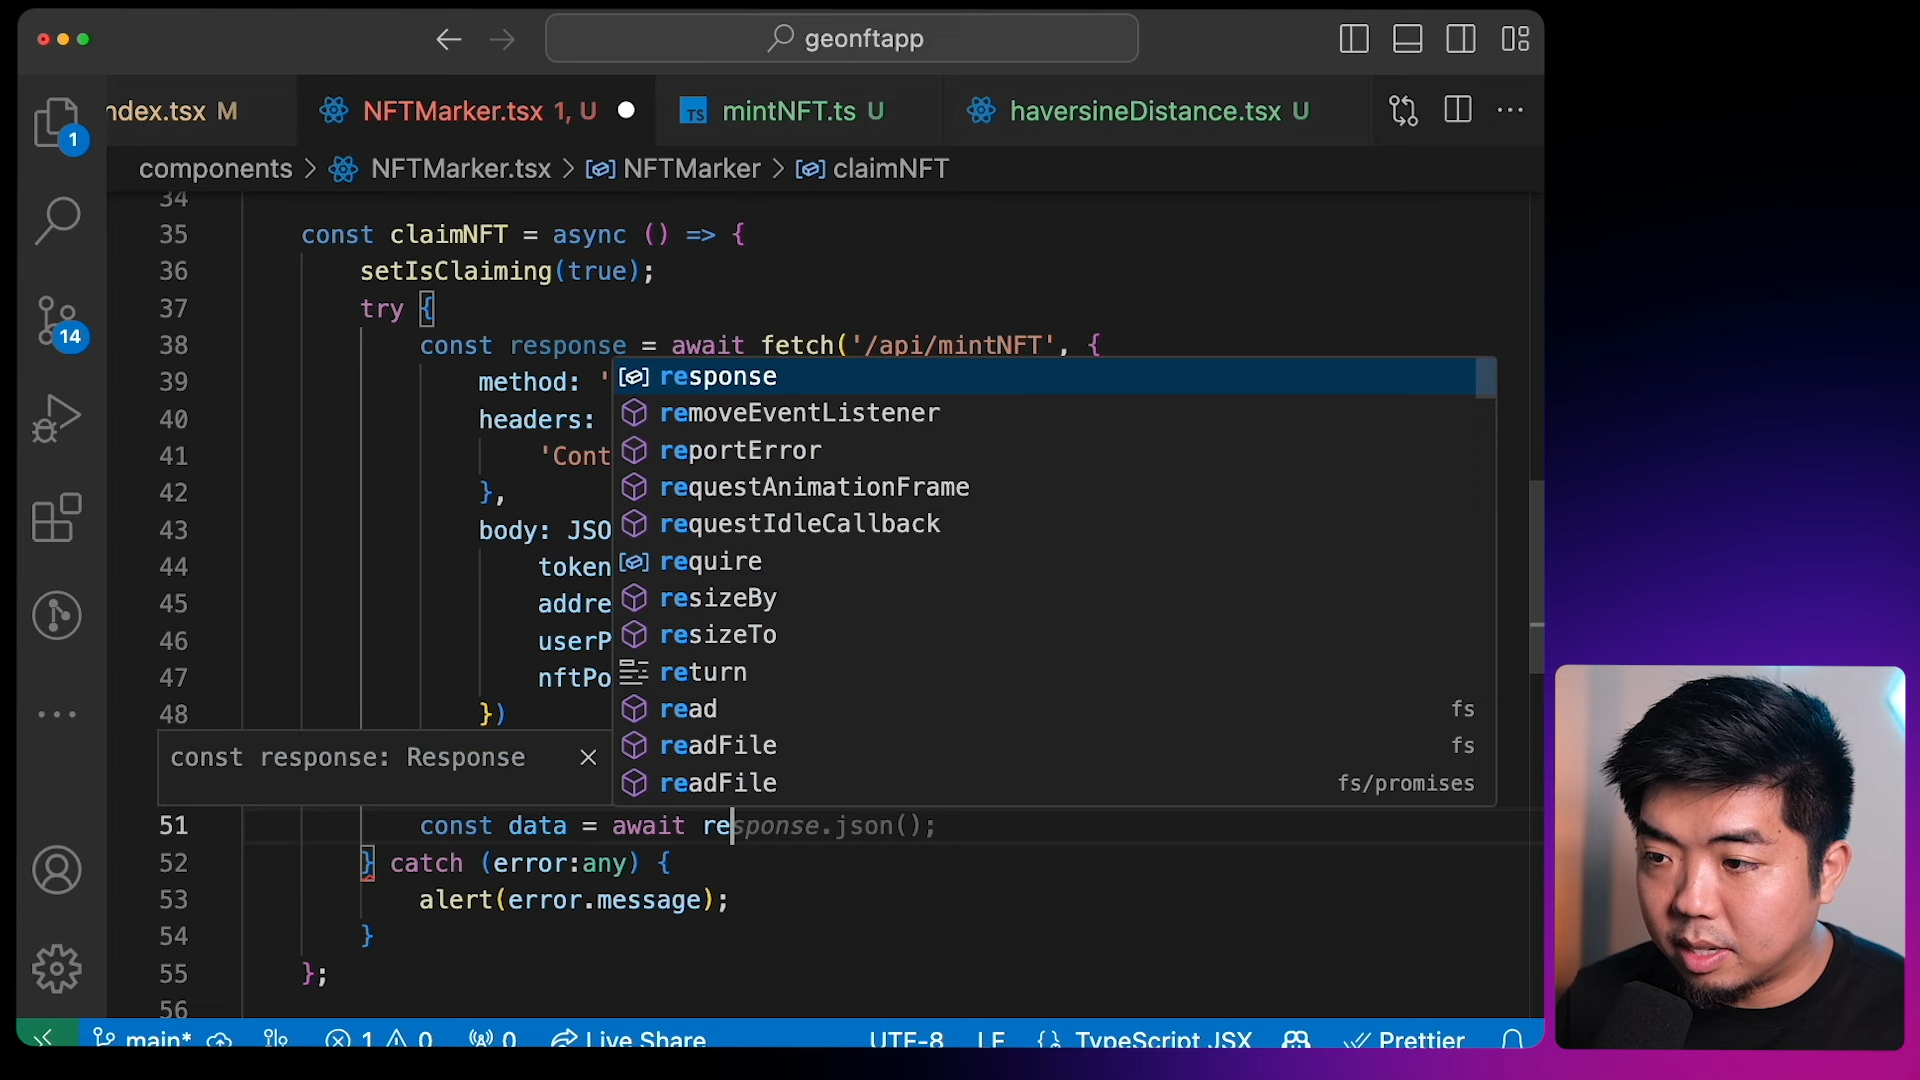 geonftapp
ndex.tsx M
NFTMarker.tsx 1, U
mintNFT.ts U
haversineDistance.tsx U
components > NFTMarker.tsx > NFTMarker > claimNFT
1
14
34
35 const claimNFT = async () => {
36 setIsClaiming(true);
37 try {
38 const response = await fetch('/api/mintNFT', {
39 method: '
40 headers:
41 'Cont
42 },
43 body: JSO
44 token
45 addre
46 userP
47 nftPo
48 })
response
removeEventListener
reportError
requestAnimationFrame
requestIdleCallback
require
resizeBy
resizeTo
return
read fs
readFile fs
readFile fs/promises
const response: Response
51 const data = await response.json();
52 } catch (error:any) {
53 alert(error.message);
54 }
55 };
56
main* 1 0 0 Live Share UTF-8 LF {} TypeScript JSX Prettier